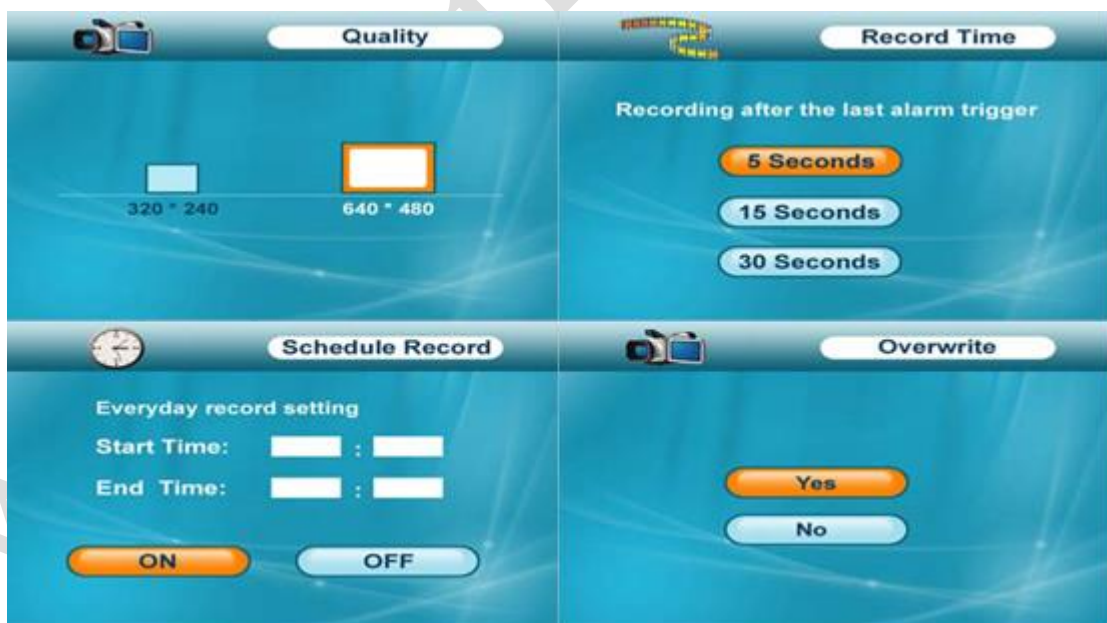 Quality
320 * 240
640 * 480
Record Time
Recording after the last alarm trigger
5 Seconds
15 Seconds
30 Seconds
Schedule Record
Everyday record setting
Start Time: :
End Time: :
ON
OFF
Overwrite
Yes
No